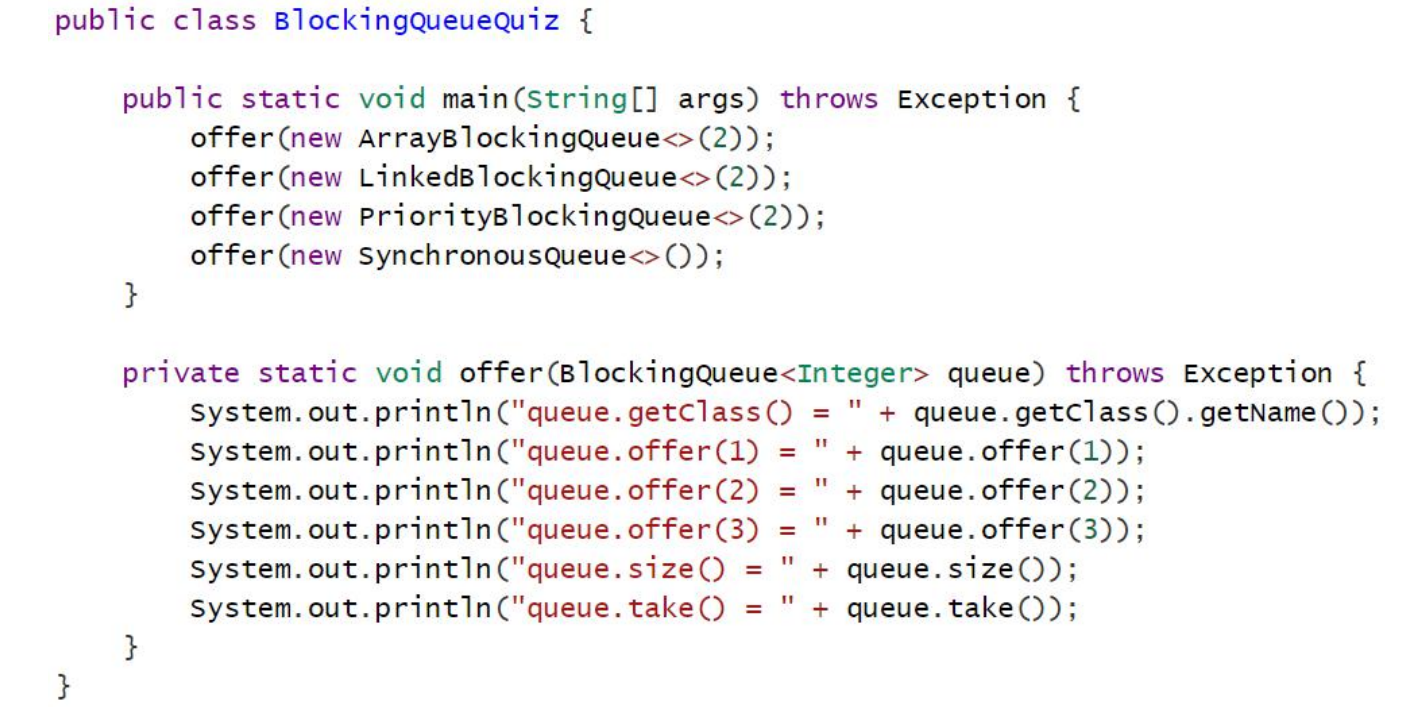 public class BlockingQueueQuiz {
public static void main(String[] args) throws Exception {
offer(new ArrayBlockingQueue<>(2));
offer(new LinkedBlockingQueue<>(2));
offer(new PriorityBlockingQueue<>(2));
offer(new SynchronousQueue<>());
}
private static void offer(BlockingQueue<Integer> queue) throws Exception {
System.out.println("queue.getClass() = " + queue.getClass().getName());
System.out.println("queue.offer(1) = " + queue.offer(1));
System.out.println("queue.offer(2) = " + queue.offer(2));
System.out.println("queue.offer(3) = " + queue.offer(3));
System.out.println("queue.size() = " + queue.size());
System.out.println("queue.take() = " + queue.take());
}
}